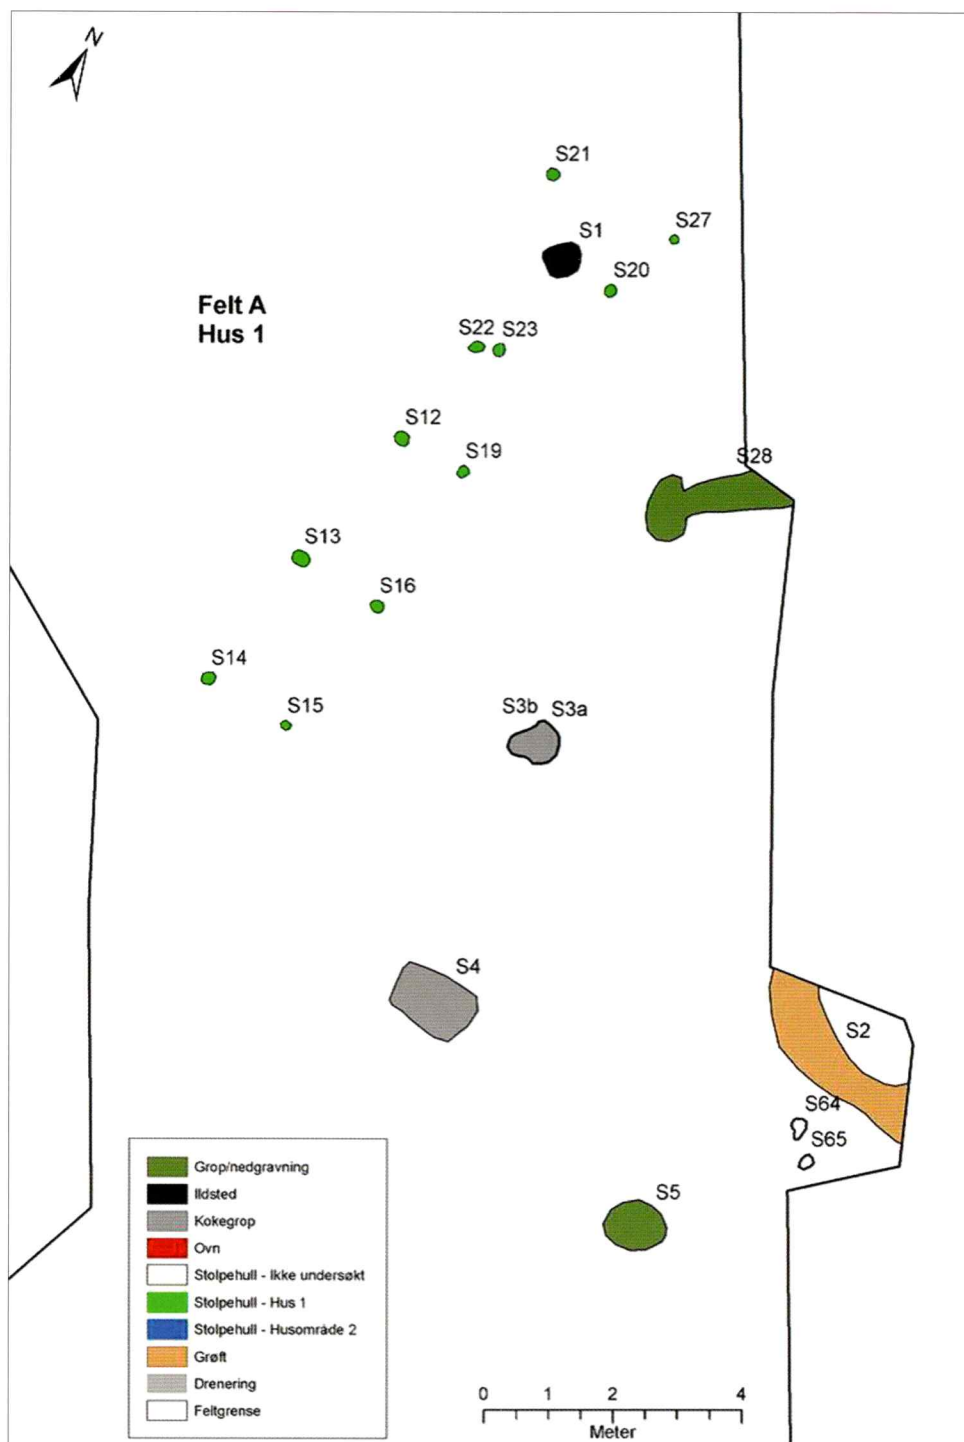 N
S21
S27
S1
S20
Felt A
Hus 1
S22 S23
S12
S19
S28
S13
S16
S14
S15
S3b S3a
S4
S2
S64
S65
S5
Grop/nedgravning
Ildsted
Kokegrop
Ovn
Stolpehull - Ikke undersøkt
Stolpehull - Hus 1
Stolpehull - Husområde 2
Grøft
Drenering
Feltgrense
0 1 2 4
Meter